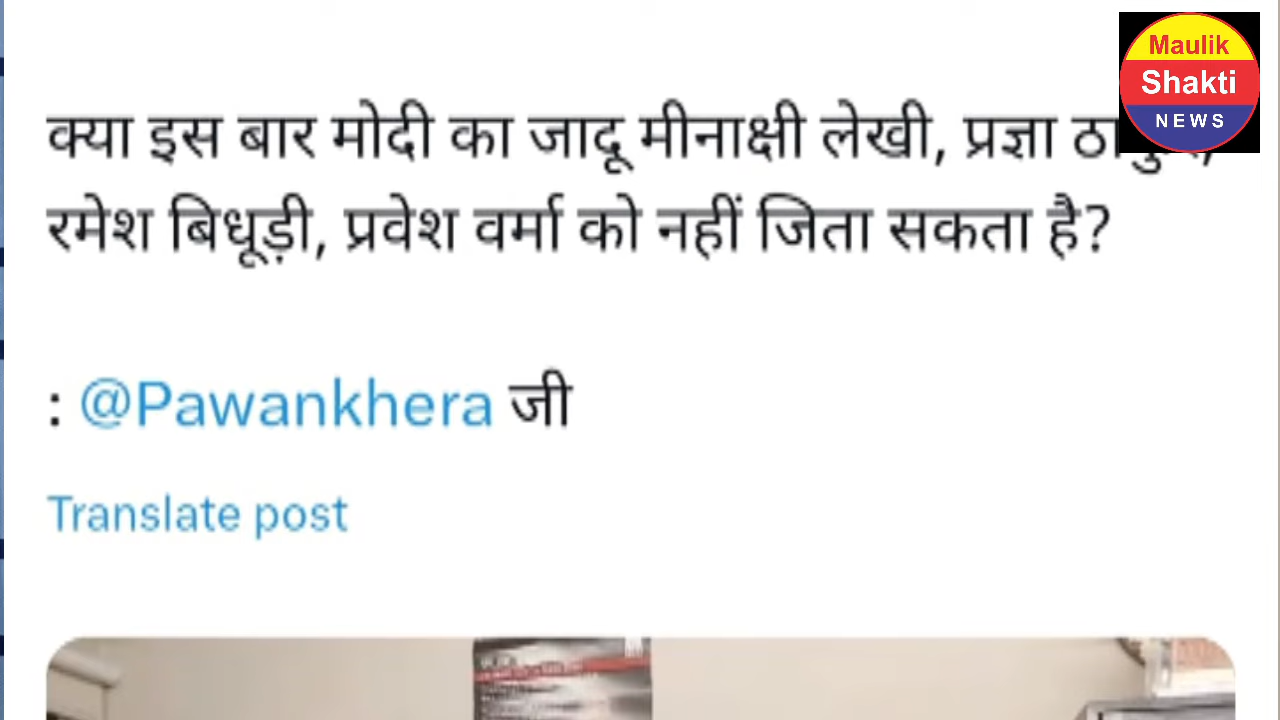 Maulik
Shakti
NEWS
क्या इस बार मोदी का जादू मीनाक्षी लेखी, प्रज्ञा
रमेश बिधूड़ी, प्रवेश वर्मा को नहीं जिता सकता है?
: @Pawankhera जी
Translate post